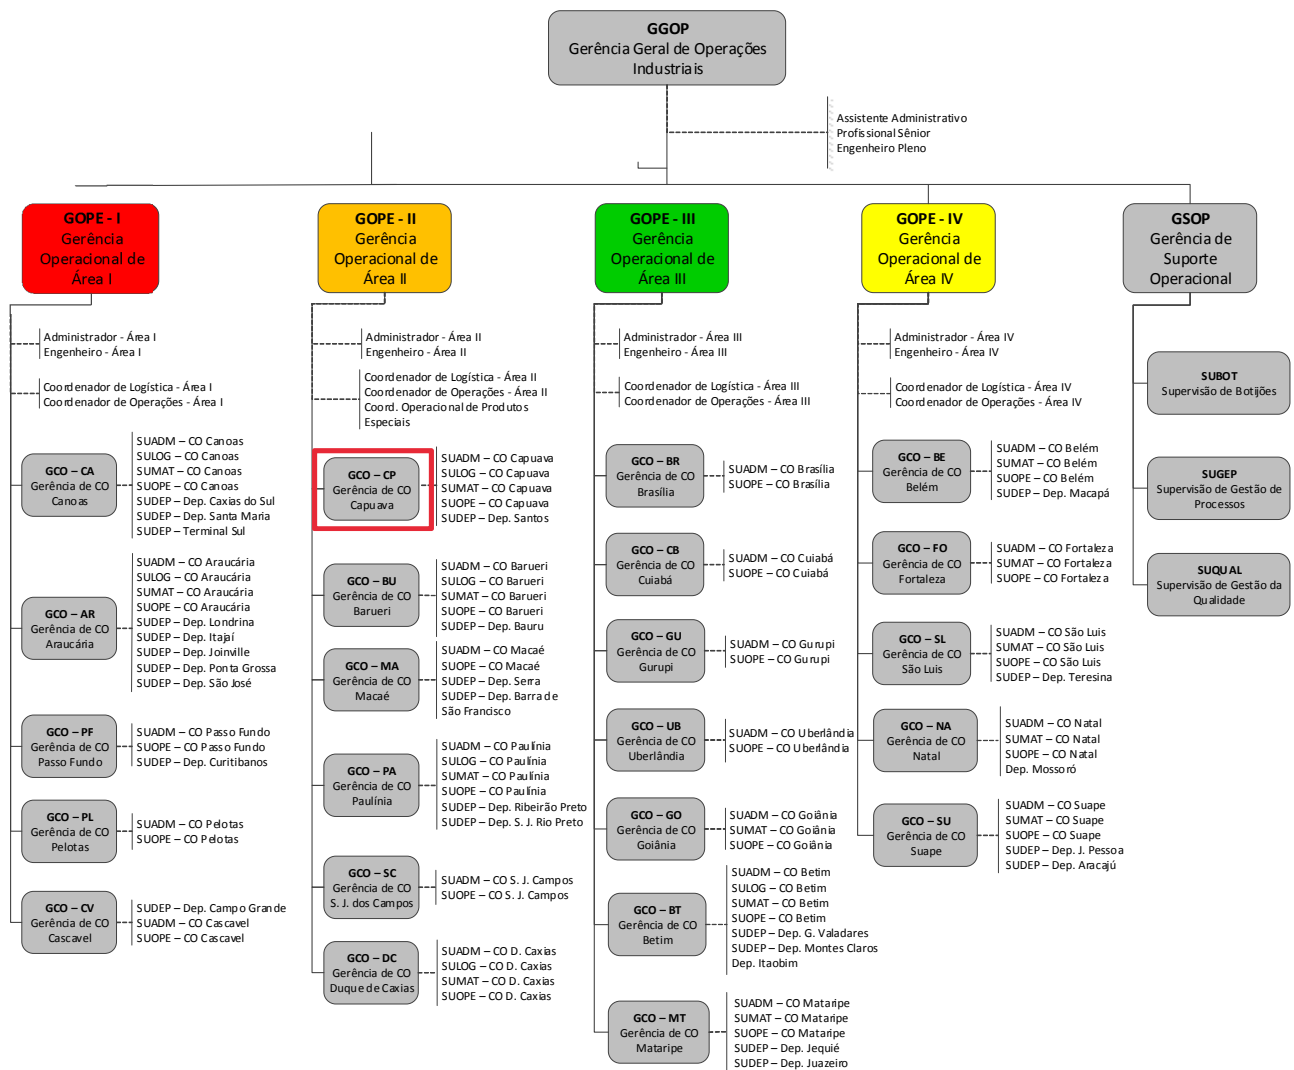 GGOP
Gerência Geral de Operações
Industriais
Assistente Administrativo
Profissional Sênior
Engenheiro Pleno
GOPE - I
Gerência
Operacional de
Área I
Administrador - Área I
Engenheiro - Área I
Coordenador de Logística - Área I
Coordenador de Operações - Área I
GCO – CA
Gerência de CO
Canoas
SUADM – CO Canoas
SULOG – CO Canoas
SUMAT – CO Canoas
SUOPE – CO Canoas
SUDEP – Dep. Caxias do Sul
SUDEP – Dep. Santa Maria
SUDEP – Terminal Sul
GCO – AR
Gerência de CO
Araucária
SUADM – CO Araucária
SULOG – CO Araucária
SUMAT – CO Araucária
SUOPE – CO Araucária
SUDEP – Dep. Londrina
SUDEP – Dep. Itajaí
SUDEP – Dep. Joinville
SUDEP – Dep. Ponta Grossa
SUDEP – Dep. São José
GCO – PF
Gerência de CO
Passo Fundo
SUADM – CO Passo Fundo
SUOPE – CO Passo Fundo
SUDEP – Dep. Curitibanos
GCO – PL
Gerência de CO
Pelotas
SUADM – CO Pelotas
SUOPE – CO Pelotas
GCO – CV
Gerência de CO
Cascavel
SUDEP – Dep. Campo Grande
SUADM – CO Cascavel
SUOPE – CO Cascavel
GOPE - II
Gerência
Operacional de
Área II
Administrador - Área II
Engenheiro - Área II
Coordenador de Logística - Área II
Coordenador de Operações - Área II
Coord. Operacional de Produtos
Especiais
GCO – CP
Gerência de CO
Capuava
SUADM – CO Capuava
SULOG – CO Capuava
SUMAT – CO Capuava
SUOPE – CO Capuava
SUDEP – Dep. Santos
GCO – BU
Gerência de CO
Barueri
SUADM – CO Barueri
SULOG – CO Barueri
SUMAT – CO Barueri
SUOPE – CO Barueri
SUDEP – Dep. Bauru
GCO – MA
Gerência de CO
Macaé
SUADM – CO Macaé
SUOPE – CO Macaé
SUDEP – Dep. Serra
SUDEP – Dep. Barra de
São Francisco
GCO – PA
Gerência de CO
Paulínia
SUADM – CO Paulínia
SULOG – CO Paulínia
SUMAT – CO Paulínia
SUOPE – CO Paulínia
SUDEP – Dep. Ribeirão Preto
SUDEP – Dep. S. J. Rio Preto
GCO – SC
Gerência de CO
S. J. dos Campos
SUADM – CO S. J. Campos
SUOPE – CO S. J. Campos
GCO – DC
Gerência de CO
Duque de Caxias
SUADM – CO D. Caxias
SULOG – CO D. Caxias
SUMAT – CO D. Caxias
SUOPE – CO D. Caxias
GOPE - III
Gerência
Operacional de
Área III
Administrador - Área III
Engenheiro - Área III
Coordenador de Logística - Área III
Coordenador de Operações - Área III
GCO – BR
Gerência de CO
Brasília
SUADM – CO Brasília
SUOPE – CO Brasília
GCO – CB
Gerência de CO
Cuiabá
SUADM – CO Cuiabá
SUOPE – CO Cuiabá
GCO – GU
Gerência de CO
Gurupi
SUADM – CO Gurupi
SUOPE – CO Gurupi
GCO – UB
Gerência de CO
Uberlândia
SUADM – CO Uberlândia
SUOPE – CO Uberlândia
GCO – GO
Gerência de CO
Goiânia
SUADM – CO Goiânia
SUMAT – CO Goiânia
SUOPE – CO Goiânia
GCO – BT
Gerência de CO
Betim
SUADM – CO Betim
SULOG – CO Betim
SUMAT – CO Betim
SUOPE – CO Betim
SUDEP – Dep. G. Valadares
SUDEP – Dep. Montes Claros
Dep. Itaobim
GCO – MT
Gerência de CO
Mataripe
SUADM – CO Mataripe
SUMAT – CO Mataripe
SUOPE – CO Mataripe
SUDEP – Dep. Jequié
SUDEP – Dep. Juazeiro
GOPE - IV
Gerência
Operacional de
Área IV
Administrador - Área IV
Engenheiro - Área IV
Coordenador de Logística - Área IV
Coordenador de Operações - Área IV
GCO – BE
Gerência de CO
Belém
SUADM – CO Belém
SUMAT – CO Belém
SUOPE – CO Belém
SUDEP – Dep. Macapá
GCO – FO
Gerência de CO
Fortaleza
SUADM – CO Fortaleza
SUMAT – CO Fortaleza
SUOPE – CO Fortaleza
GCO – SL
Gerência de CO
São Luis
SUADM – CO São Luis
SUMAT – CO São Luis
SUOPE – CO São Luis
SUDEP – Dep. Teresina
GCO – NA
Gerência de CO
Natal
SUADM – CO Natal
SUMAT – CO Natal
SUOPE – CO Natal
Dep. Mossoró
GCO – SU
Gerência de CO
Suape
SUADM – CO Suape
SUMAT – CO Suape
SUOPE – CO Suape
SUDEP – Dep. J. Pessoa
SUDEP – Dep. Aracajú
GSOP
Gerência de
Suporte
Operacional
SUBOT
Supervisão de Botijões
SUGEP
Supervisão de Gestão de
Processos
SUQUAL
Supervisão de Gestão da
Qualidade